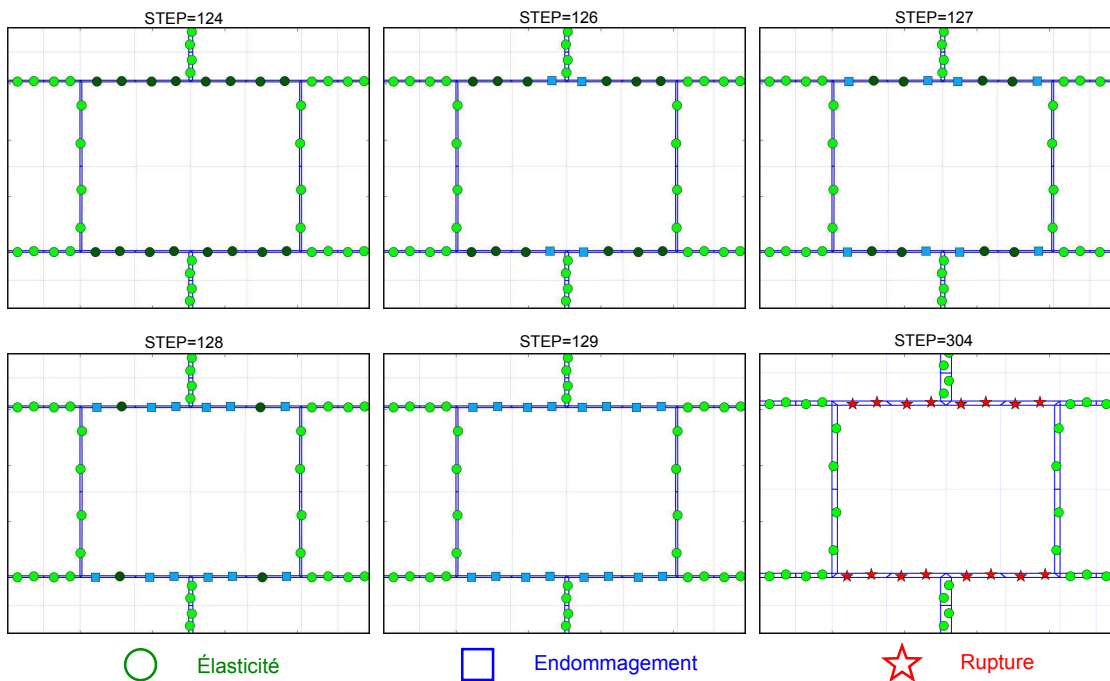 STEP=124
STEP=126
STEP=127
STEP=128
STEP=129
STEP=304
Élasticité
Endommagement
Rupture